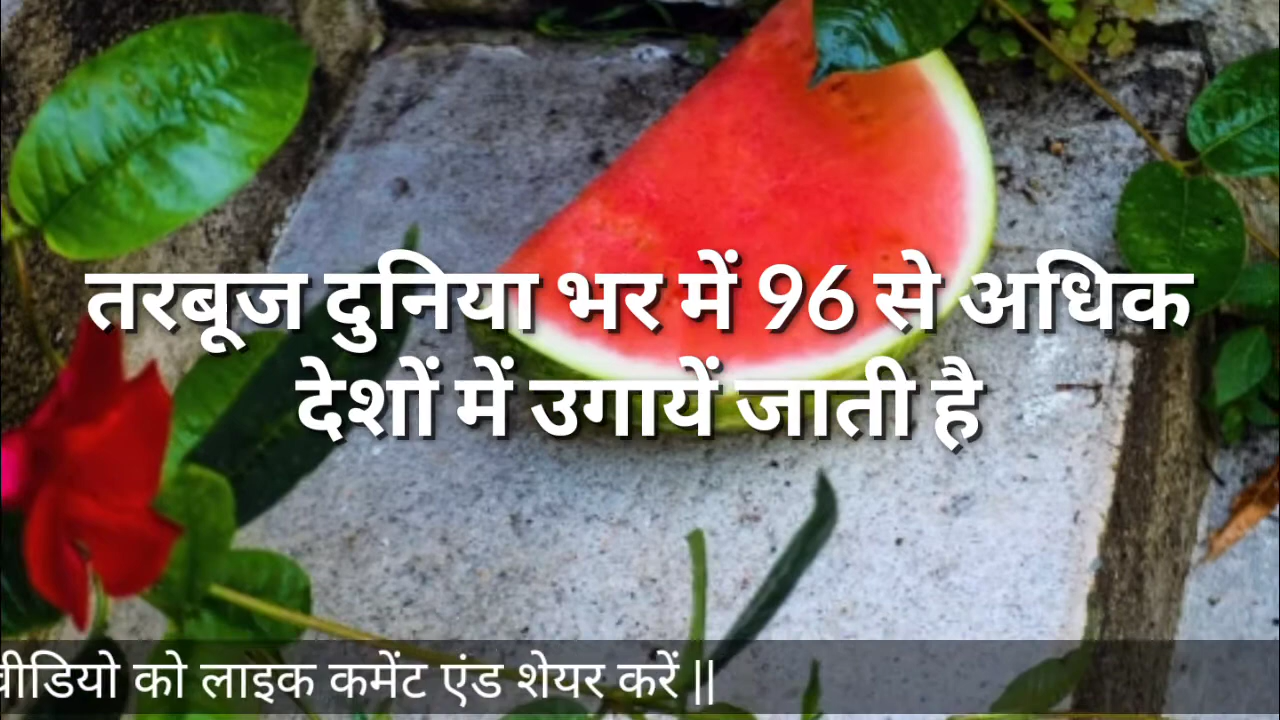 तरबूज दुनिया भर में 96 से अधिक
देशों में उगायें जाती है
वीडियो को लाइक कमेंट एंड शेयर करें ||